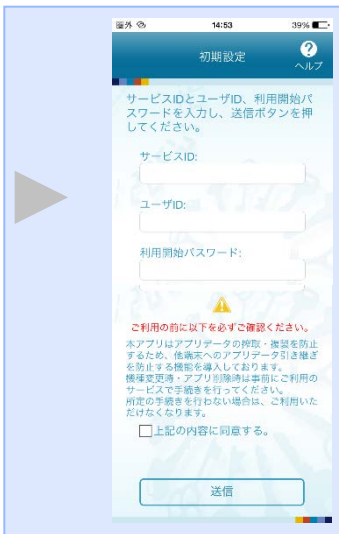 圏外
14:53
39%
初期設定
?
ヘルプ
サービスIDとユーザID、利用開始パ
スワードを入力し、送信ボタンを押
してください。
サービスID:
ユーザID:
利用開始パスワード:
ご利用の前に以下を必ずご確認ください。
本アプリはアプリデータの搾取・複製を防止
するため、他端末へのアプリデータ引き継ぎ
を防止する機能を導入しております。
機種変更時・アプリ削除時は事前にご利用の
サービスで手続きを行ってください。
所定の手続きを行わない場合は、ご利用いた
だけなくなります。
上記の内容に同意する。
送信